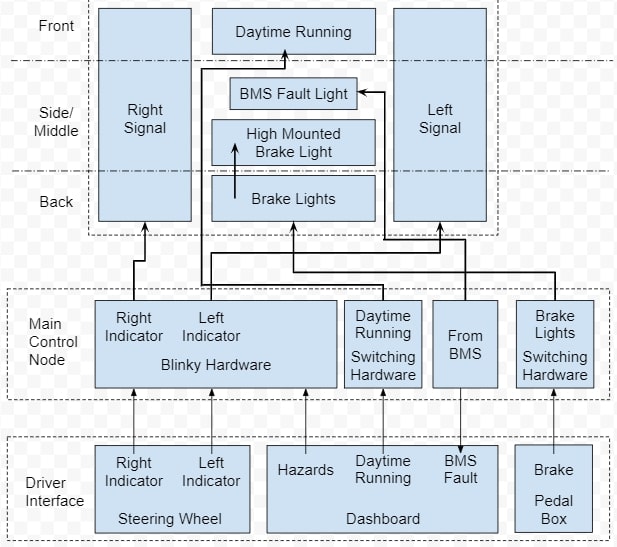 Front
Daytime Running
Side/
Middle
Right
Signal
BMS Fault Light
Left
Signal
High Mounted
Brake Light
Back
Brake Lights
Main
Control
Node
Right
Indicator
Left
Indicator
Blinky Hardware
Daytime
Running
Switching
Hardware
From
BMS
Brake
Lights
Switching
Hardware
Driver
Interface
Right
Indicator
Left
Indicator
Steering Wheel
Hazards
Daytime
Running
BMS
Fault
Dashboard
Brake
Pedal
Box